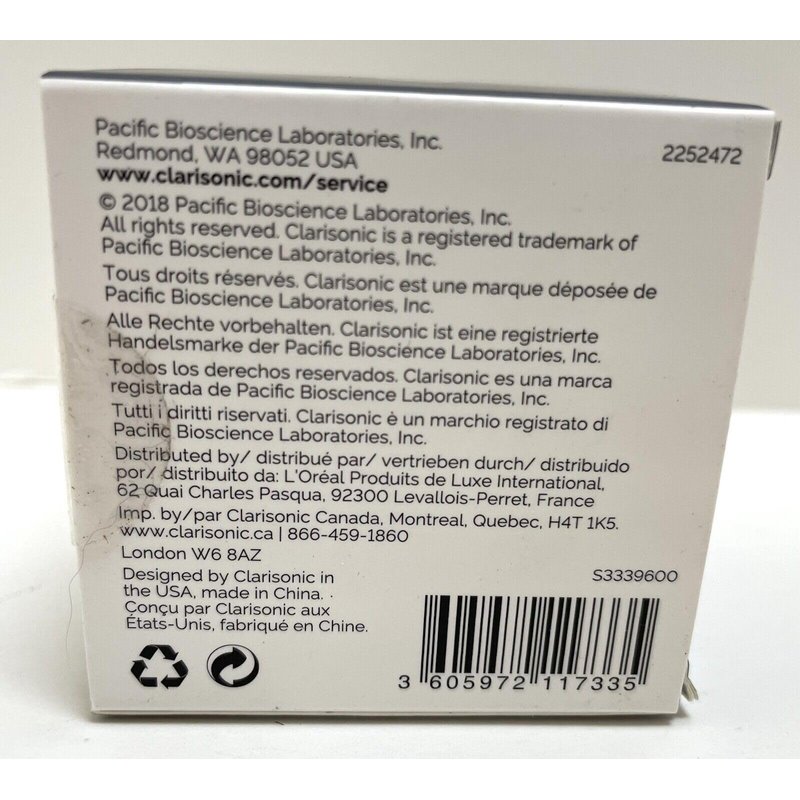 Pacific Bioscience Laboratories, Inc.
Redmond, WA 98052 USA
www.clarisonic.com/service
2252472
© 2018 Pacific Bioscience Laboratories, Inc.
All rights reserved. Clarisonic is a registered trademark of
Pacific Bioscience Laboratories, Inc.
Tous droits réservés. Clarisonic est une marque déposée de
Pacific Bioscience Laboratories, Inc.
Alle Rechte vorbehalten. Clarisonic ist eine registrierte
Handelsmarke der Pacific Bioscience Laboratories, Inc.
Todos los derechos reservados. Clarisonic es una marca
registrada de Pacific Bioscience Laboratories, Inc.
Tutti i diritti riservati. Clarisonic è un marchio registrato di
Pacific Bioscience Laboratories, Inc.
Distributed by/ distribué par/ vertrieben durch/ distribuido
por/ distribuito da: L'Oréal Produits de Luxe International,
62 Quai Charles Pasqua, 92300 Levallois-Perret, France
Imp. by/par Clarisonic Canada, Montreal, Quebec, H4T 1K5.
www.clarisonic.ca | 866-459-1860
London W6 8AZ
Designed by Clarisonic in
the USA, made in China.
Conçu par Clarisonic aux
États-Unis, fabriqué en Chine.
S3339600
3 605972 117335